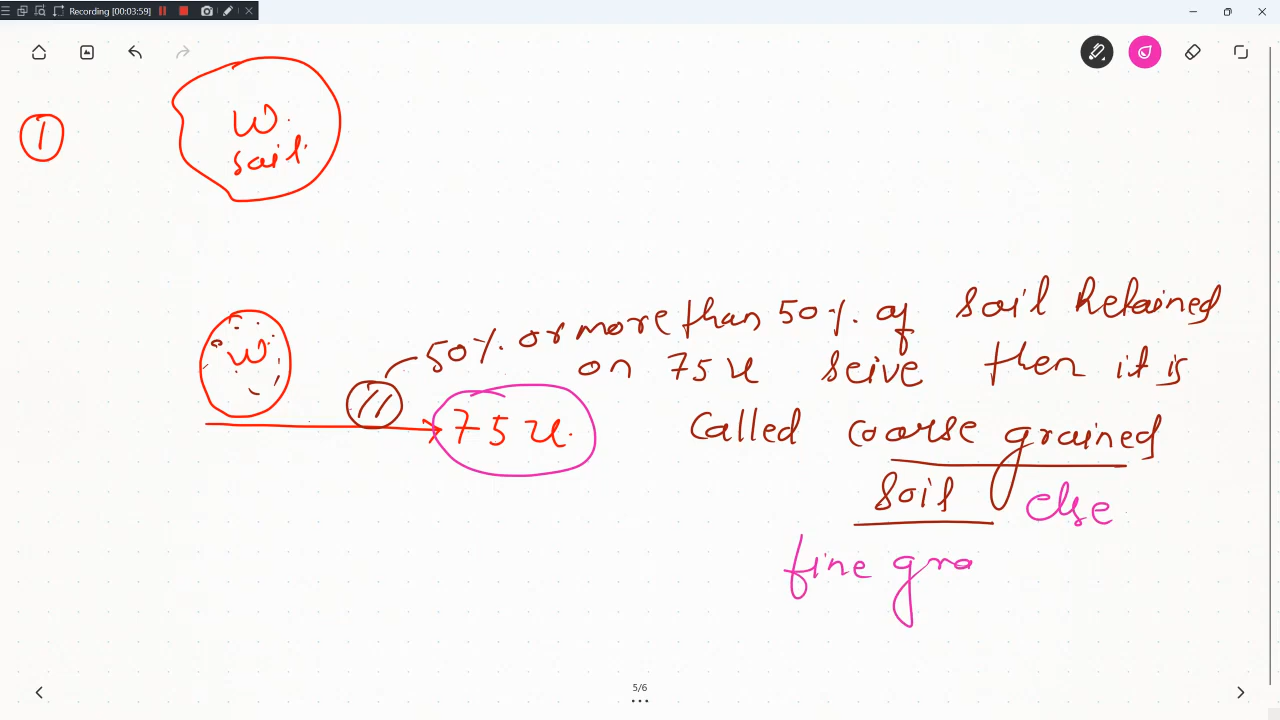 Recording [00:03:59]
1
W.
soil.
50%. or more than 50%. of soil Retained
W
on 75 u seive then it is
75 u.
called coarse grained
soil else
fine gra
5/6